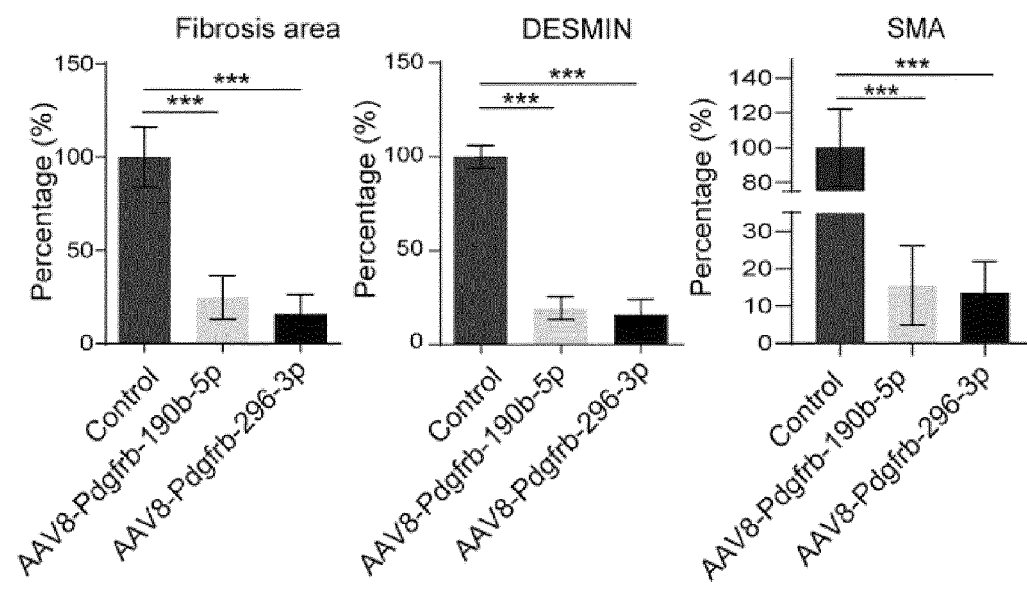 Fibrosis area
Percentage (%)
150
100
50
0
***
***
Control
AAV8-Pdgfrb-190b-5p
AAV8-Pdgfrb-296-3p
DESMIN
Percentage (%)
150
100
50
0
***
***
Control
AAV8-Pdgfrb-190b-5p
AAV8-Pdgfrb-296-3p
SMA
Percentage (%)
140
120
100
80
30
20
10
0
***
***
Control
AAV8-Pdgfrb-190b-5p
AAV8-Pdgfrb-296-3p